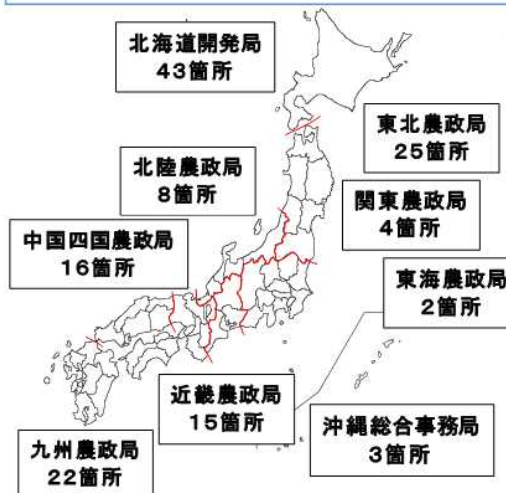 北海道開発局
43箇所
東北農政局
25箇所
北陸農政局
8箇所
関東農政局
4箇所
中国四国農政局
16箇所
東海農政局
2箇所
近畿農政局
15箇所
沖縄総合事務局
3箇所
九州農政局
22箇所